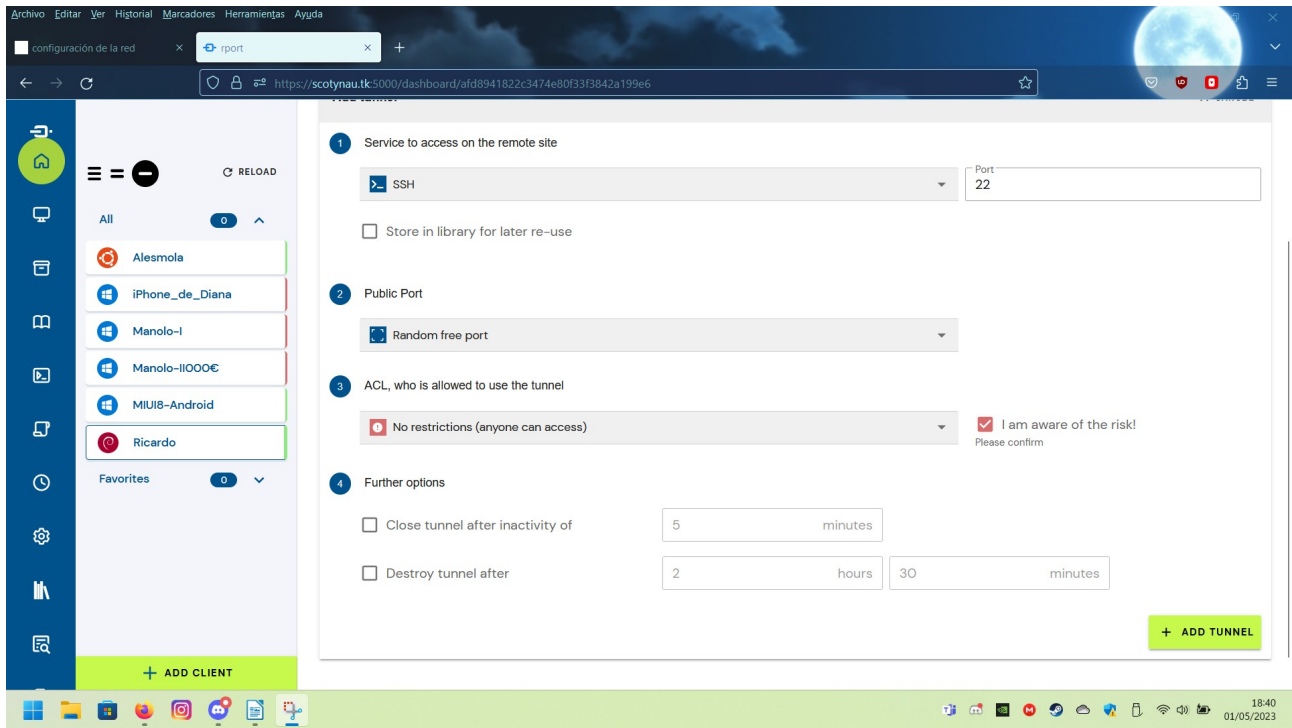 Archivo Editar Ver Historial Marcadores Herramientas Ayuda
configuración de la red
rport
https://scotynau.tk:5000/dashboard/afd8941822c3474e80f33f3842a199e6
1 Service to access on the remote site
RELOAD
SSH
Port
22
All 0
Store in library for later re-use
Alesmola
iPhone_de_Diana
2 Public Port
Manolo-I
Random free port
Manolo-II000€
3 ACL, who is allowed to use the tunnel
MIUI8-Android
No restrictions (anyone can access)
I am aware of the risk!
Please confirm
Ricardo
Favorites 0
4 Further options
Close tunnel after inactivity of 5 minutes
Destroy tunnel after 2 hours 30 minutes
+ ADD TUNNEL
+ ADD CLIENT
18:40
01/05/2023